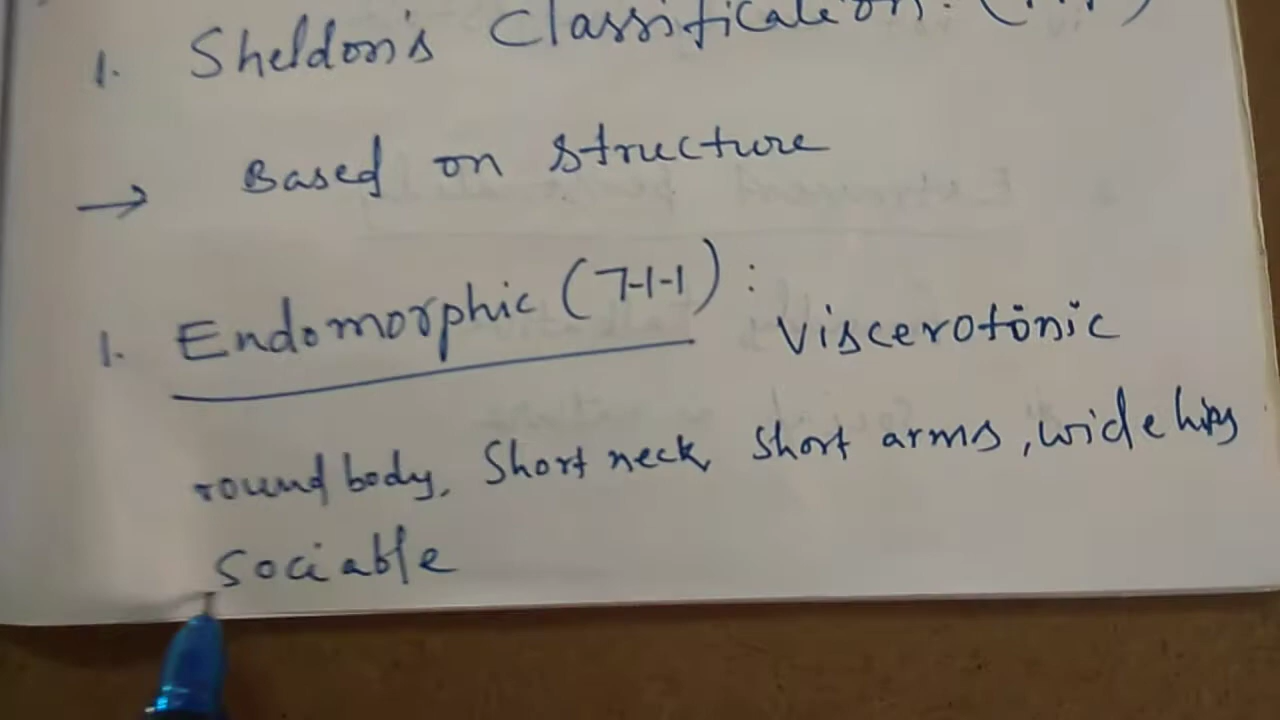 1. Sheldon's Classification.
→ Based on structure
1. Endomorphic (7-1-1) : Viscerotonic
round body, Short neck, Short arms, wide hips
Sociable